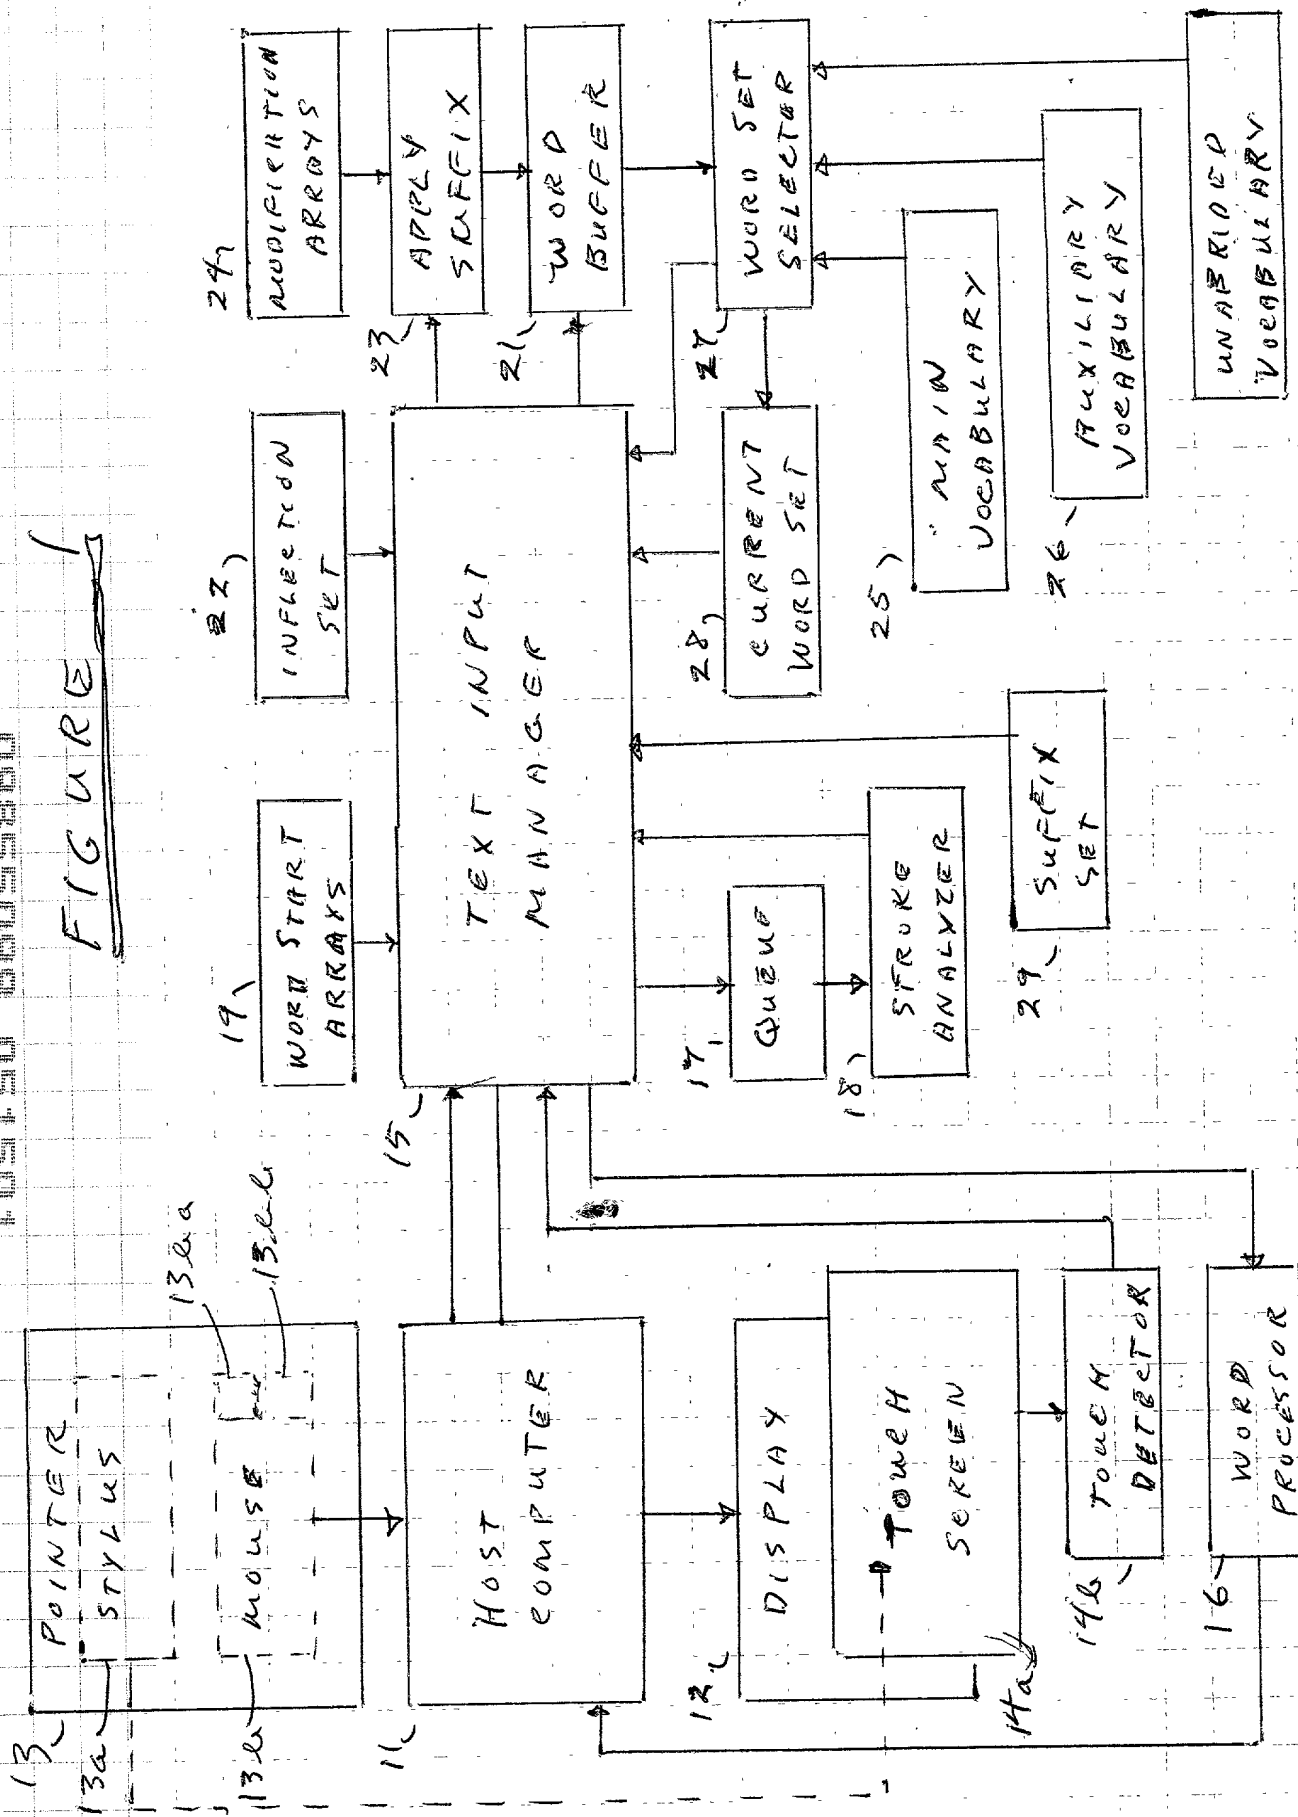 FIGURE 1
13
POINTER
13a
STYLUS
13b
MOUSE
13ba
13bb
11
HOST
COMPUTER
12
DISPLAY
TOUCH
SCREEN
14a
14b
TOUCH
DETECTOR
16
WORD
PROCESSOR
15
TEXT INPUT
MANAGER
19
WORD START
ARRAYS
22
INFLECTION
SET
24
MODIFICATION
ARRAYS
23
APPLY
SUFFIX
21
WORD
BUFFER
27
WORD SET
SELECTOR
28
CURRENT
WORD SET
17
QUEUE
18
STROKE
ANALYZER
29
SUFFIX
SET
25
MAIN
VOCABULARY
26
AUXILIARY
VOCABULARY
UNABRIDED
VOCABULARY